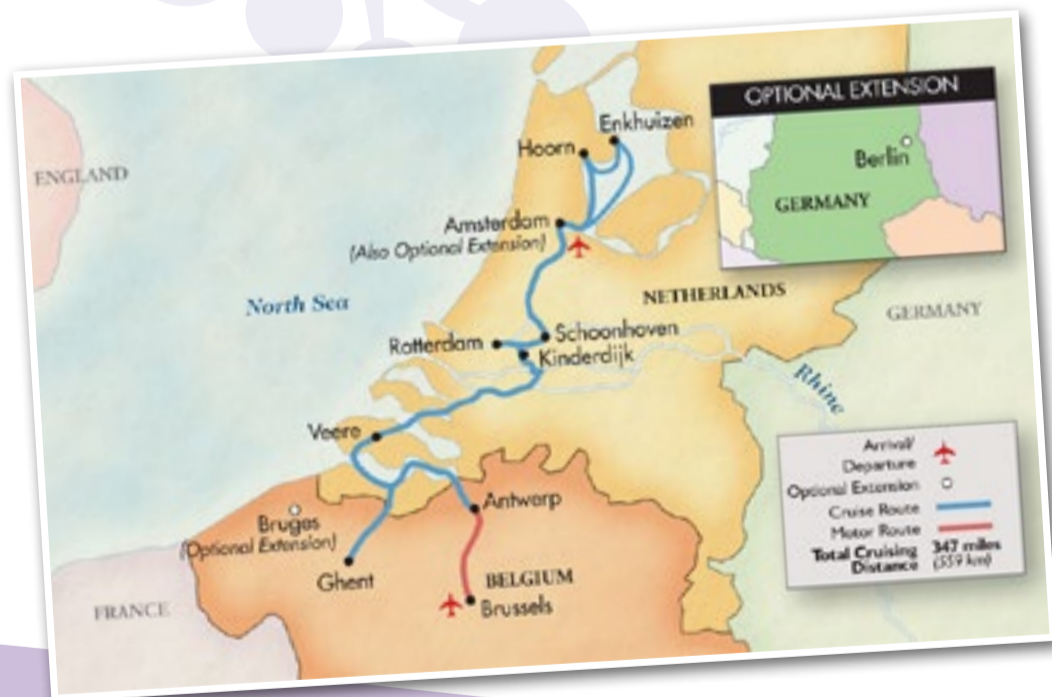 OPTIONAL EXTENSION
Berlin
GERMANY
ENGLAND
Enkhuizen
Hoorn
Amsterdam
(Also Optional Extension)
North Sea
NETHERLANDS
GERMANY
Schoonhoven
Rotterdam
Kinderdijk
Rhine
Veere
Antwerp
Bruges
(Optional Extension)
Ghent
BELGIUM
Brussels
FRANCE
Arrival/
Departure
Optional Extension
Cruise Route
Motor Route
Total Cruising 347 miles
Distance (559 km)